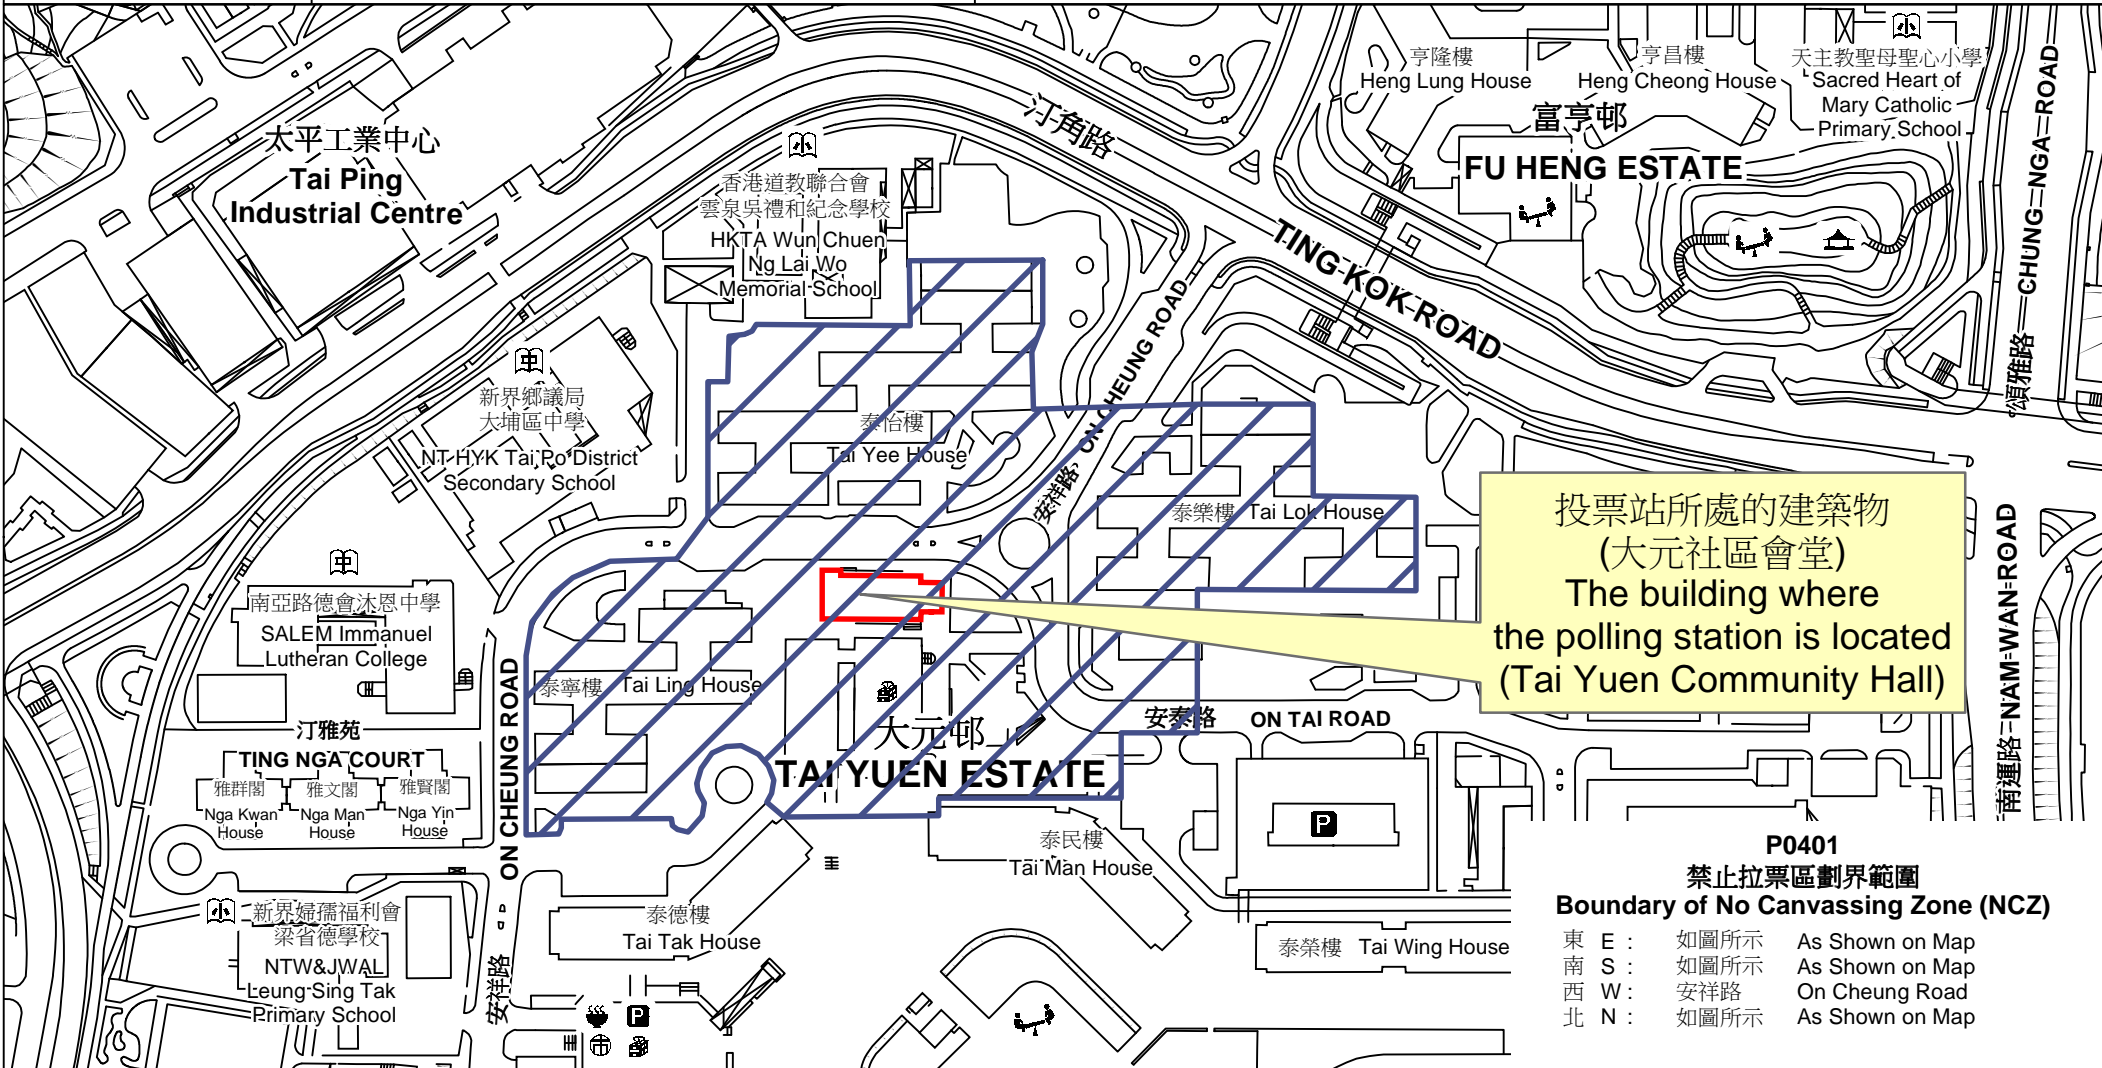 亨隆樓
Heng Lung House
亨昌樓
Heng Cheong House
天主教聖母聖心小學
Sacred Heart of
Mary Catholic
Primary School
小
富亨邨
FU HENG ESTATE
CHUNG NGA ROAD
頌雅路
汀角路
TING KOK ROAD
太平工業中心
Tai Ping
Industrial Centre
小
香港道教聯合會
雲泉吳禮和紀念學校
HKTA Wun Chuen
Ng Lai Wo
Memorial School
中
新界鄉議局
大埔區中學
NT HYK Tai Po District
Secondary School
泰怡樓
Tai Yee House
ON CHEUNG ROAD
安祥路
泰樂樓 Tai Lok House
投票站所處的建築物
(大元社區會堂)
The building where
the polling station is located
(Tai Yuen Community Hall)
NAM WAN ROAD
南運路
中
南亞路德會沐恩中學
SALEM Immanuel
Lutheran College
泰寧樓 Tai Ling House
大元邨
TAI YUEN ESTATE
安泰路 ON TAI ROAD
汀雅苑
TING NGA COURT
雅群閣
Nga Kwan
House
雅文閣
Nga Man
House
雅賢閣
Nga Yin
House
ON CHEUNG ROAD
安祥路
P
泰民樓
Tai Man House
小
新界婦孺福利會
梁省德學校
NTW&JWAL
Leung Sing Tak
Primary School
泰德樓
Tai Tak House
泰榮樓 Tai Wing House
P
市
P0401
禁止拉票區劃界範圍
Boundary of No Canvassing Zone (NCZ)
東 E : 如圖所示 As Shown on Map
南 S : 如圖所示 As Shown on Map
西 W : 安祥路 On Cheung Road
北 N : 如圖所示 As Shown on Map